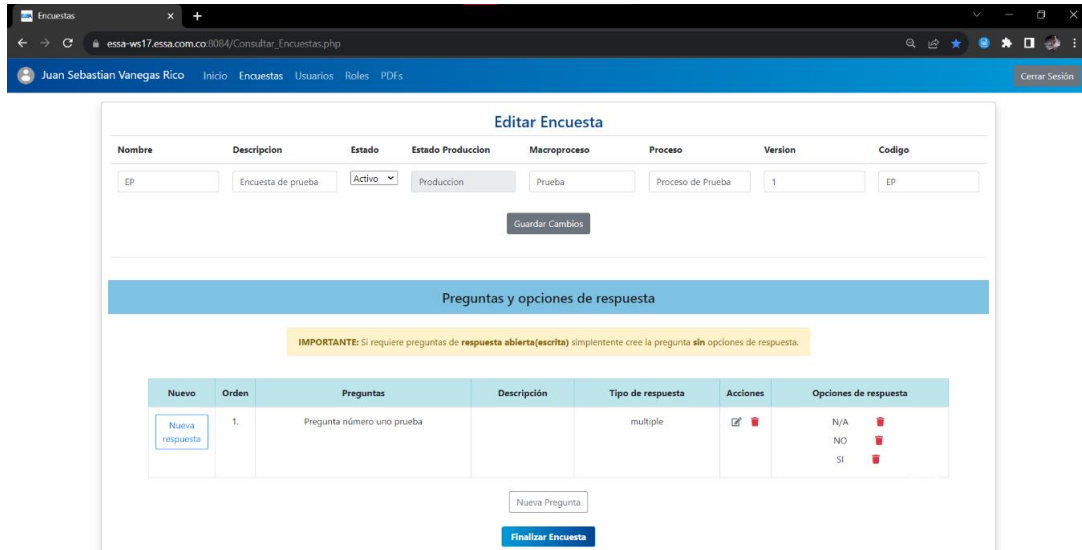 Encuestas
essa-ws17.essa.com.co:8084/Consultar_Encuestas.php
Juan Sebastian Vanegas Rico Inicio Encuestas Usuarios Roles PDFs Cerrar Sesión
Editar Encuesta
Nombre Descripcion Estado Estado Produccion Macroproceso Proceso Version Codigo
EP Encuesta de prueba Activo Produccion Prueba Proceso de Prueba 1 EP
Guardar Cambios
Preguntas y opciones de respuesta
IMPORTANTE: Si requiere preguntas de respuesta abierta(escrita) simplentente cree la pregunta sin opciones de respuesta.
Nuevo Orden Preguntas Descripción Tipo de respuesta Acciones Opciones de respuesta
Nueva respuesta 1. Pregunta número uno prueba multiple N/A
NO
SI
Nueva Pregunta
Finalizar Encuesta